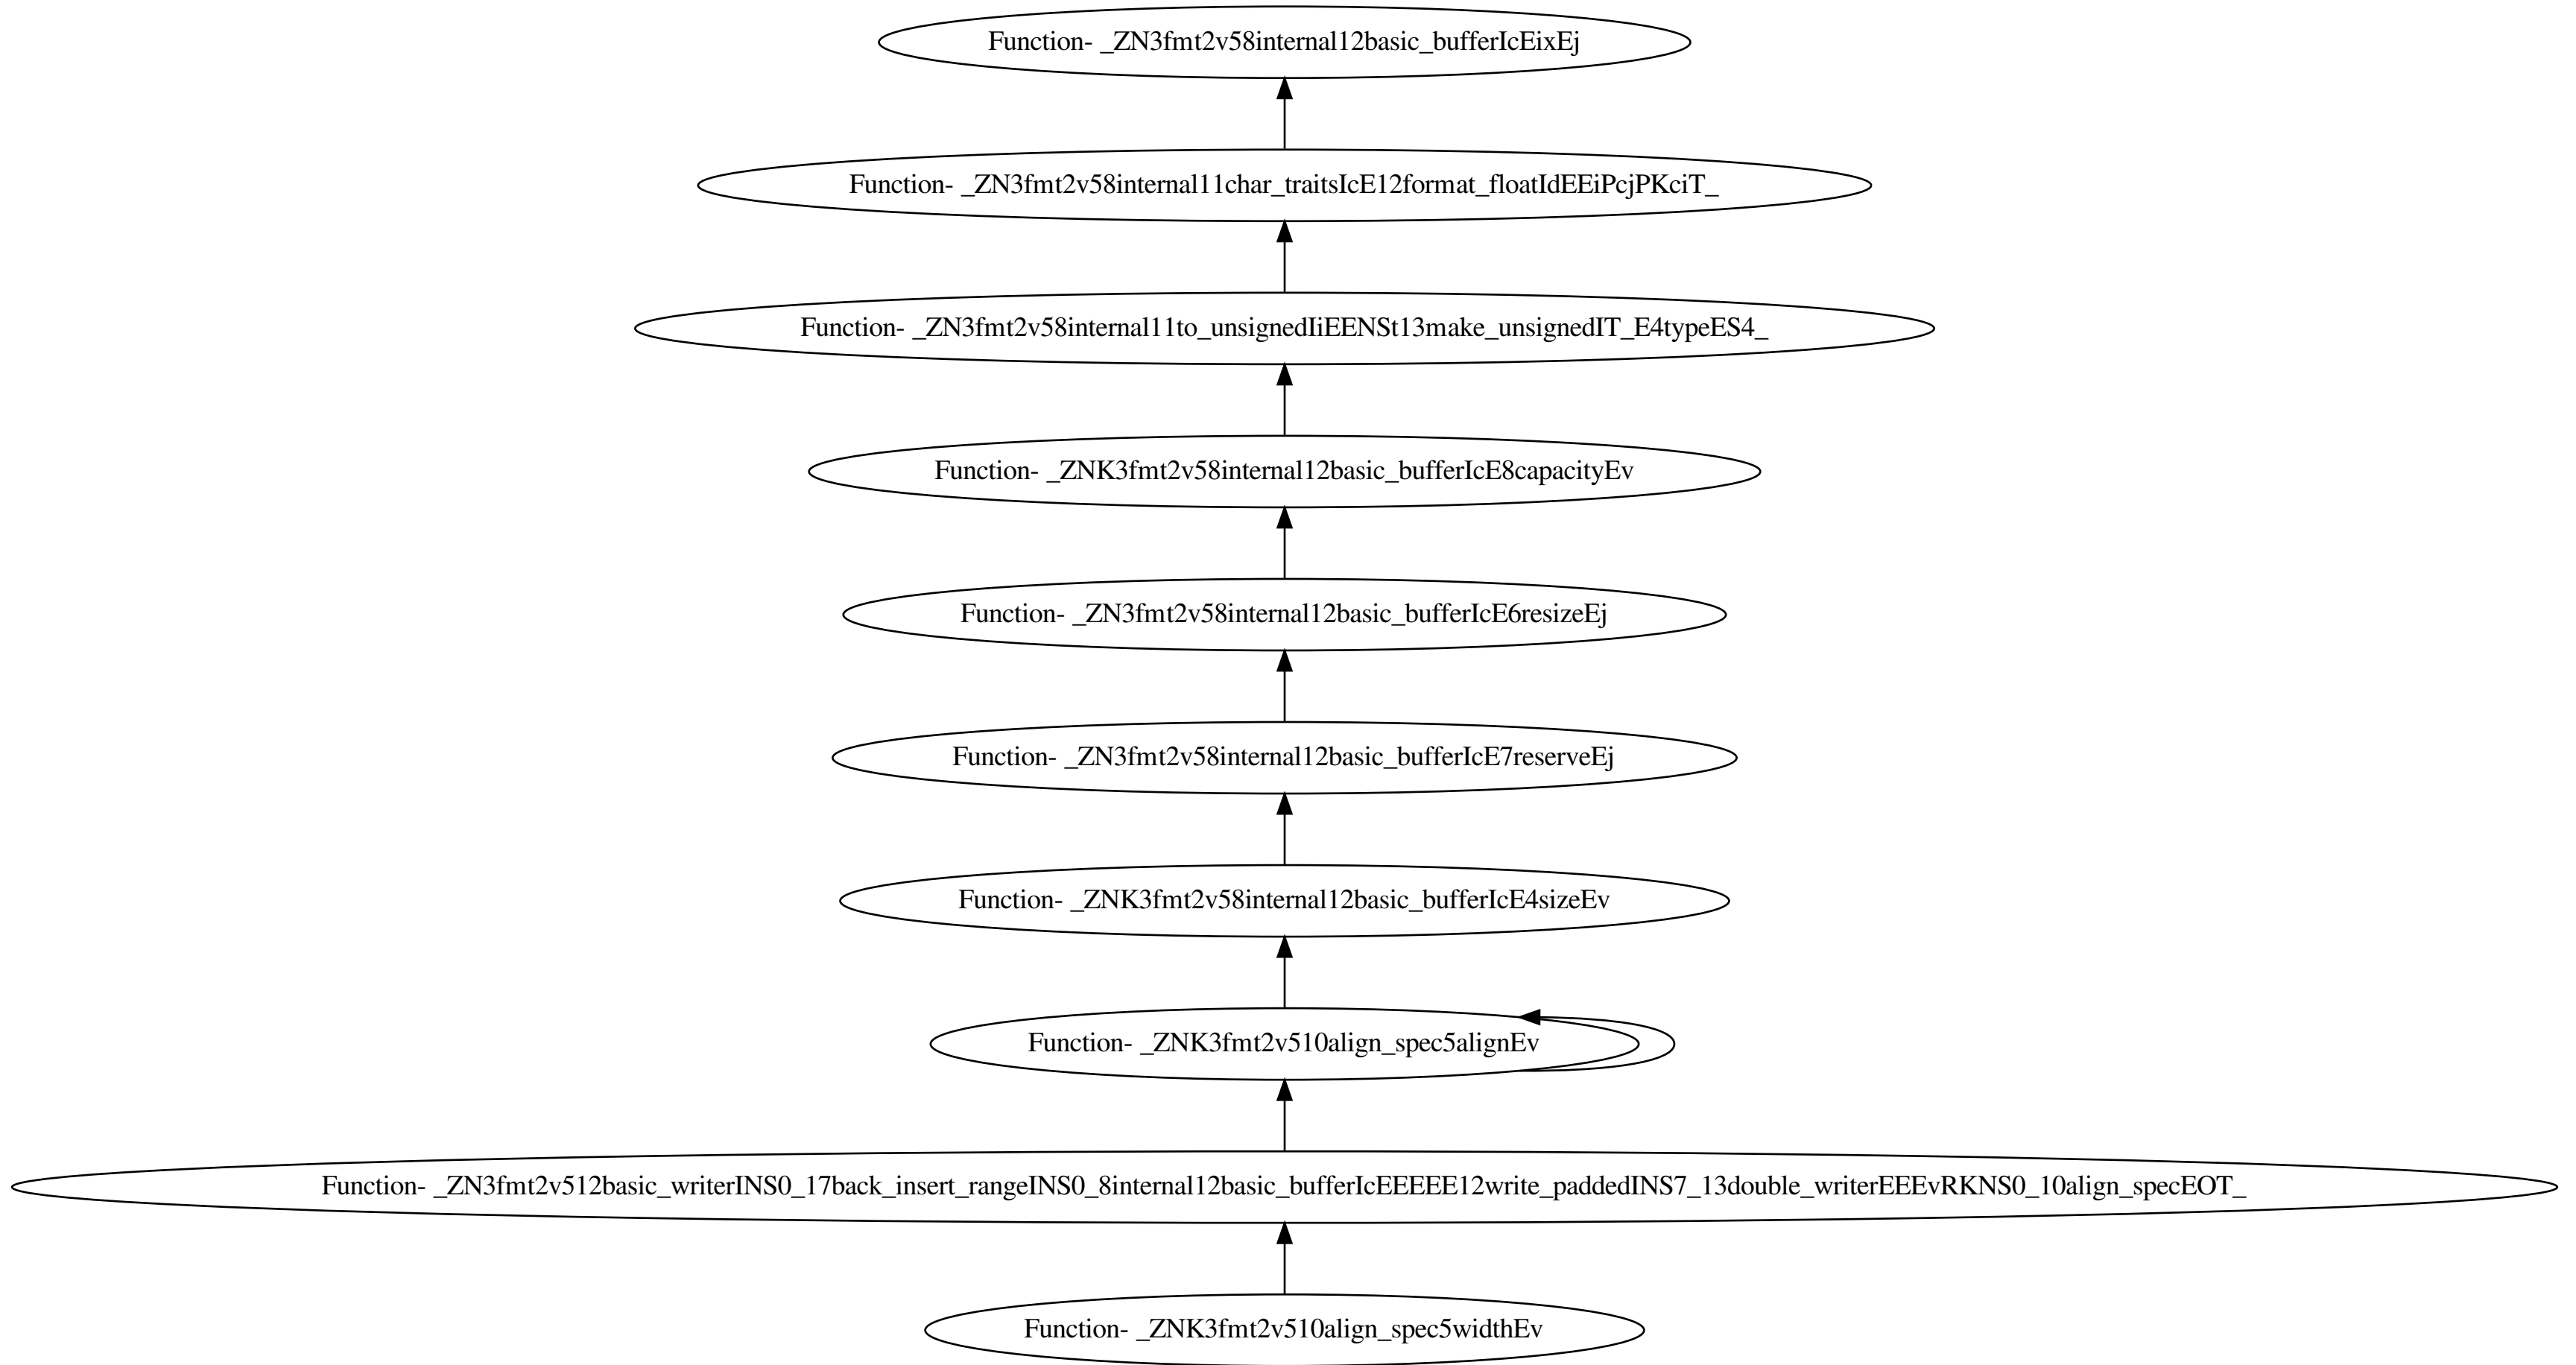 Function- _ZN3fmt2v58internal12basic_bufferIcEixEj
Function- _ZN3fmt2v58internal11char_traitsIcE12format_floatIdEEiPcjPKciT_
Function- _ZN3fmt2v58internal11to_unsignedIiEENSt13make_unsignedIT_E4typeES4_
Function- _ZNK3fmt2v58internal12basic_bufferIcE8capacityEv
Function- _ZN3fmt2v58internal12basic_bufferIcE6resizeEj
Function- _ZN3fmt2v58internal12basic_bufferIcE7reserveEj
Function- _ZNK3fmt2v58internal12basic_bufferIcE4sizeEv
Function- _ZNK3fmt2v510align_spec5alignEv
Function- _ZN3fmt2v512basic_writerINS0_17back_insert_rangeINS0_8internal12basic_bufferIcEEEEE12write_paddedINS7_13double_writerEEEvRKNS0_10align_specEOT_
Function- _ZNK3fmt2v510align_spec5widthEv